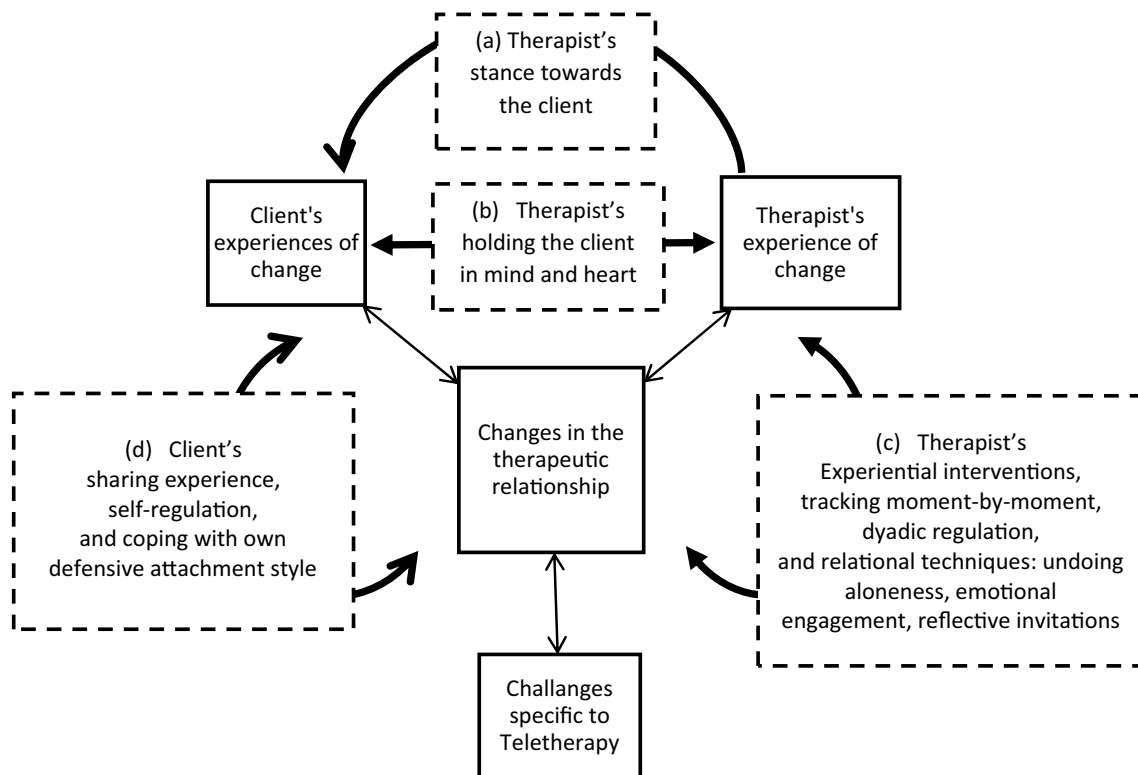 (a) Therapist’s
stance towards
the client
Client's
experiences of
change
(b) Therapist’s
holding the client
in mind and heart
Therapist's
experience of
change
(d) Client’s
sharing experience,
self-regulation,
and coping with own
defensive attachment style
Changes in the
therapeutic
relationship
(c) Therapist’s
Experiential interventions,
tracking moment-by-moment,
dyadic regulation,
and relational techniques: undoing
aloneness, emotional
engagement, reflective invitations
Challanges
specific to
Teletherapy